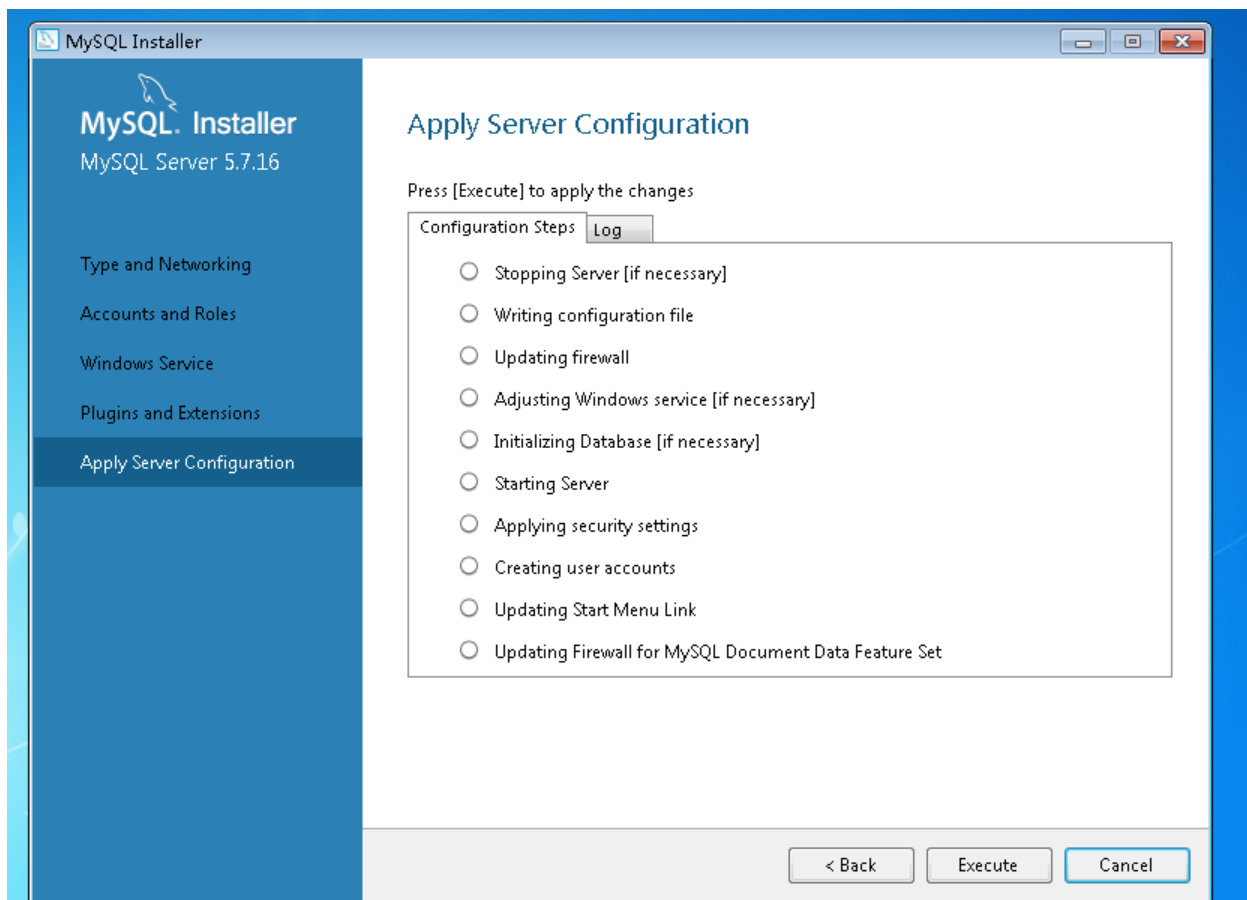 MySQL Installer
MySQL. Installer
MySQL Server 5.7.16
Type and Networking
Accounts and Roles
Windows Service
Plugins and Extensions
Apply Server Configuration
Apply Server Configuration
Press [Execute] to apply the changes
Configuration Steps Log
Stopping Server [if necessary]
Writing configuration file
Updating firewall
Adjusting Windows service [if necessary]
Initializing Database [if necessary]
Starting Server
Applying security settings
Creating user accounts
Updating Start Menu Link
Updating Firewall for MySQL Document Data Feature Set
< Back Execute Cancel